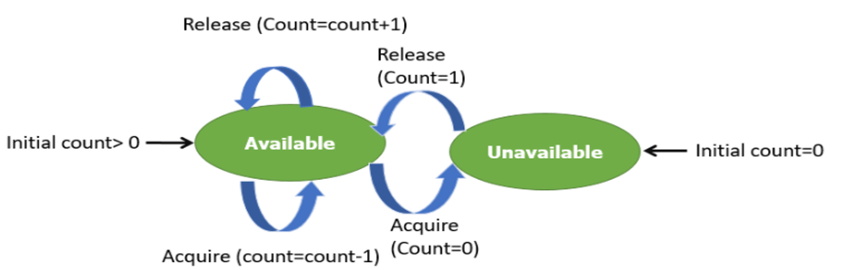 Release (Count=count+1)
Release
(Count=1)
Initial count> 0
Available
Unavailable
Initial count=0
Acquire
(Count=0)
Acquire (count=count-1)